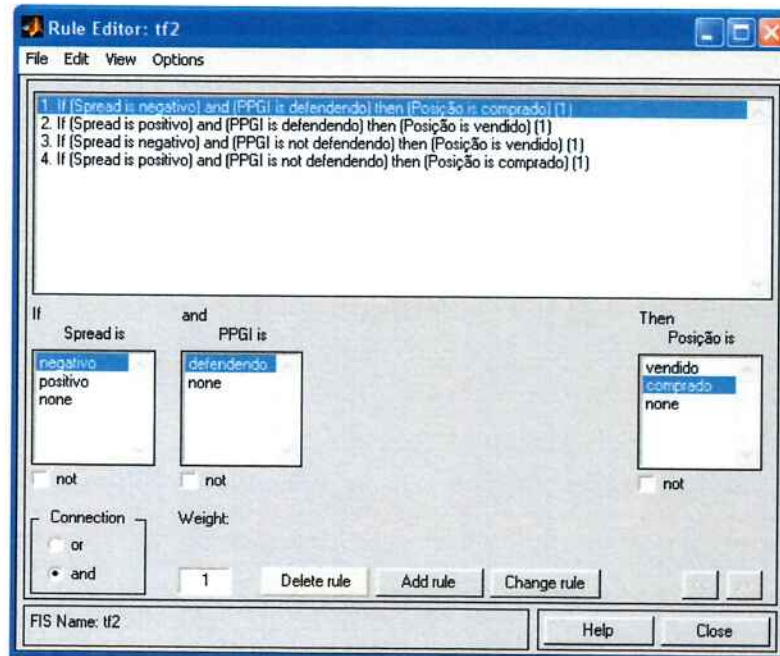 Rule Editor: tf2
File Edit View Options
1. If (Spread is negativo) and (PPGI is defendendo) then (Posição is comprado) (1)
2. If (Spread is positivo) and (PPGI is defendendo) then (Posição is vendido) (1)
3. If (Spread is negativo) and (PPGI is not defendendo) then (Posição is vendido) (1)
4. If (Spread is positivo) and (PPGI is not defendendo) then (Posição is comprado) (1)
If and Then
Spread is PPGI is Posição is
negativo defendendo vendido
positivo none comprado
none none
not not not
Connection Weight:
or
and 1 Delete rule Add rule Change rule << >>
FIS Name: tf2 Help Close